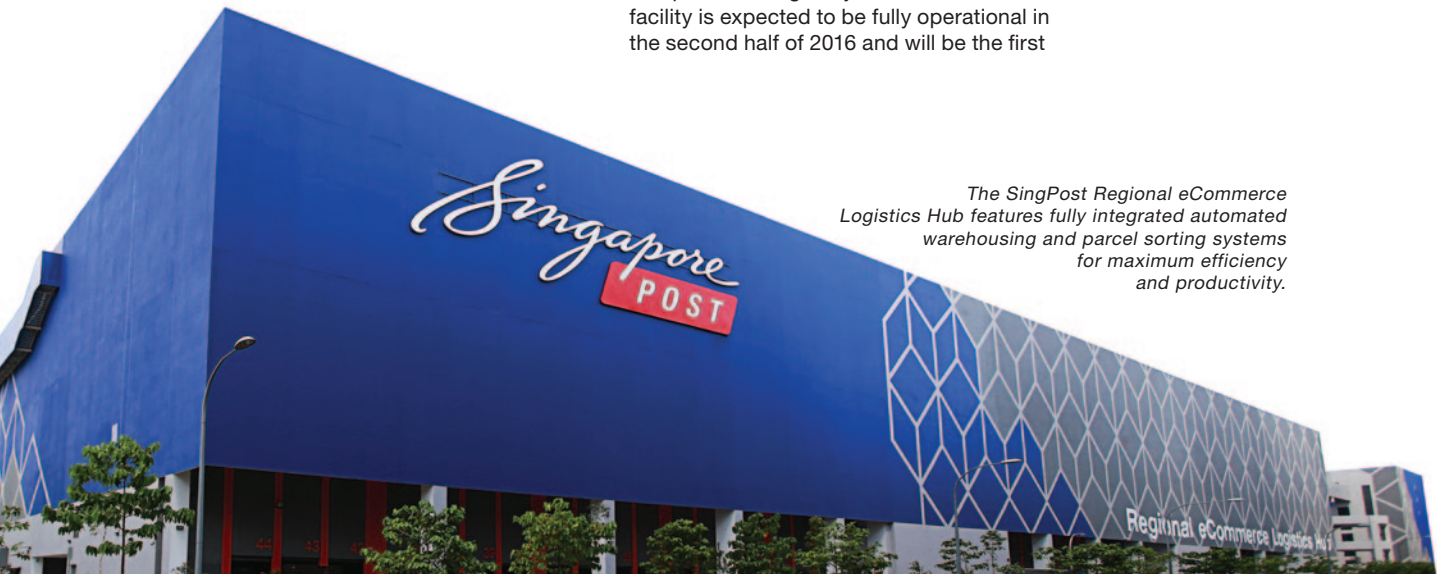 facility is expected to be fully operational in
the second half of 2016 and will be the first
The SingPost Regional eCommerce
Logistics Hub features fully integrated automated
warehousing and parcel sorting systems
for maximum efficiency
and productivity.
Singapore
POST
Regional eCommerce Logistics Hub
44
43